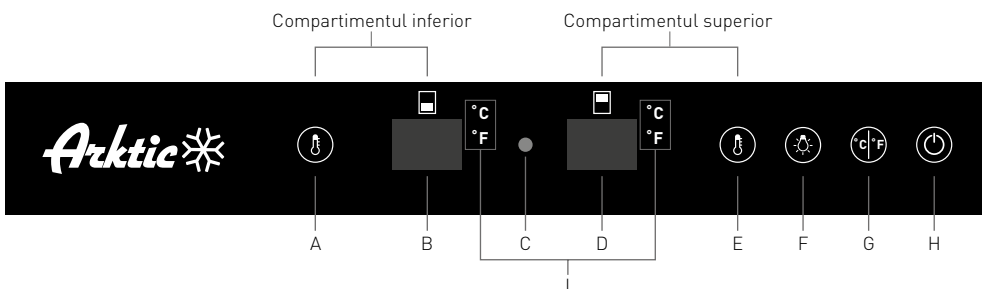 Compartimentul inferior Compartimentul superior
°C °C
Arktic
°F °F °C °F
A B C D E F G H
I